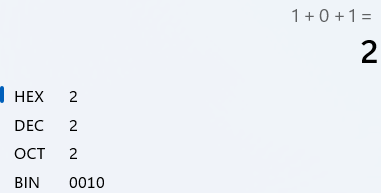 1 + 0 + 1 =
2
HEX 2
DEC 2
OCT 2
BIN 0010